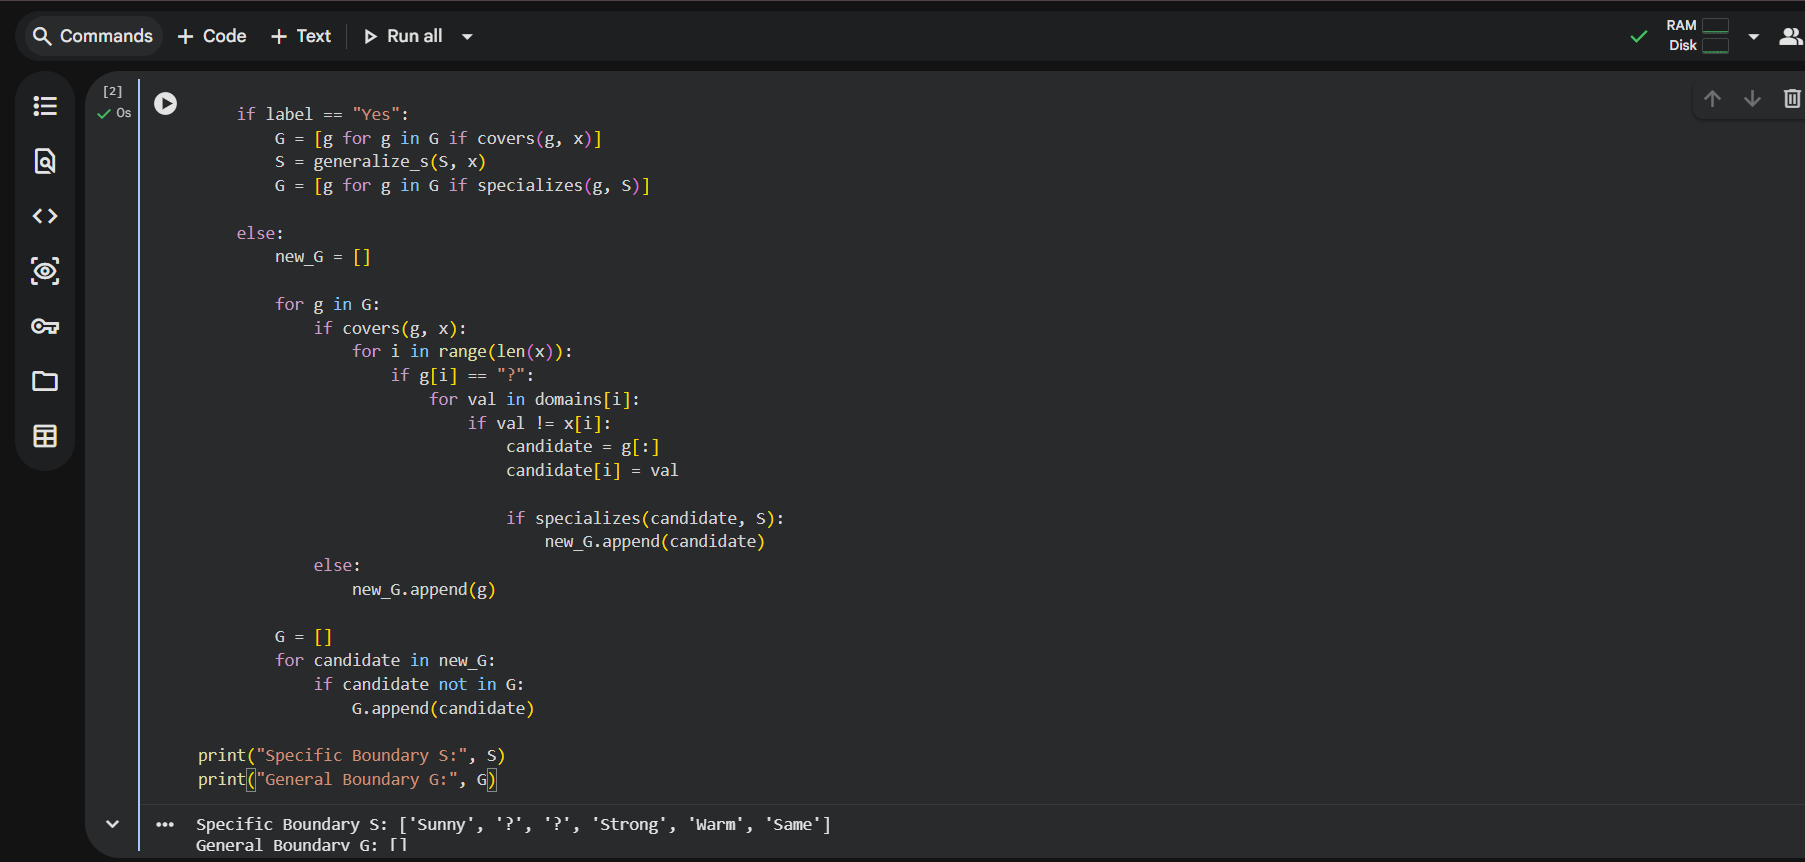 Commands + Code + Text Run all
RAM
Disk
[2]
0s
if label == "Yes":
G = [g for g in G if covers(g, x)]
S = generalize_s(S, x)
G = [g for g in G if specializes(g, S)]
else:
new_G = []
for g in G:
if covers(g, x):
for i in range(len(x)):
if g[i] == "?":
for val in domains[i]:
if val != x[i]:
candidate = g[:]
candidate[i] = val
if specializes(candidate, S):
new_G.append(candidate)
else:
new_G.append(g)
G = []
for candidate in new_G:
if candidate not in G:
G.append(candidate)
print("Specific Boundary S:", S)
print("General Boundary G:", G)
Specific Boundary S: ['Sunny', '?', '?', 'Strong', 'Warm', 'Same']
General Boundary G: []